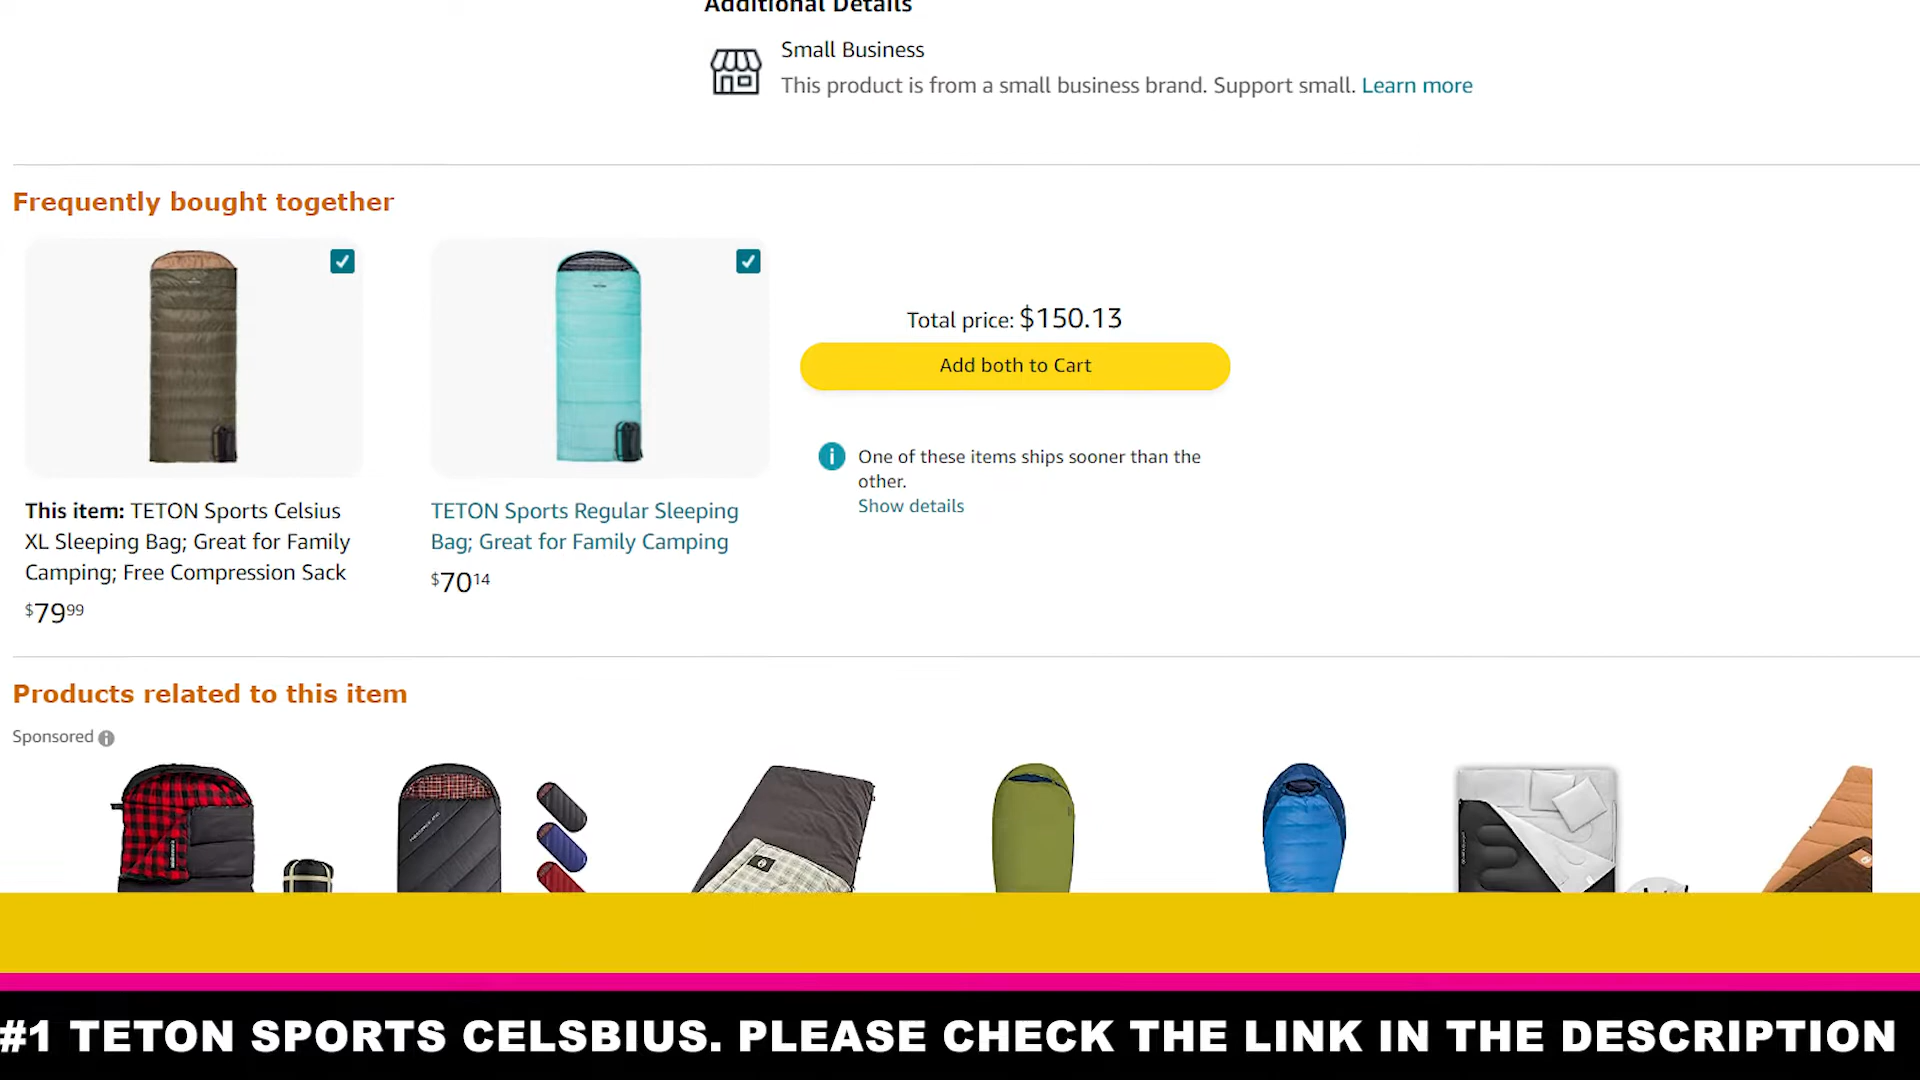 Additional Details
Small Business
This product is from a small business brand. Support small. Learn more
Frequently bought together
Total price: $150.13
Add both to Cart
One of these items ships sooner than the
other.
Show details
This item: TETON Sports Celsius
XL Sleeping Bag; Great for Family
Camping; Free Compression Sack
$79 99
TETON Sports Regular Sleeping
Bag; Great for Family Camping
$70 14
Products related to this item
Sponsored
#1 TETON SPORTS CELSBIUS. PLEASE CHECK THE LINK IN THE DESCRIPTION